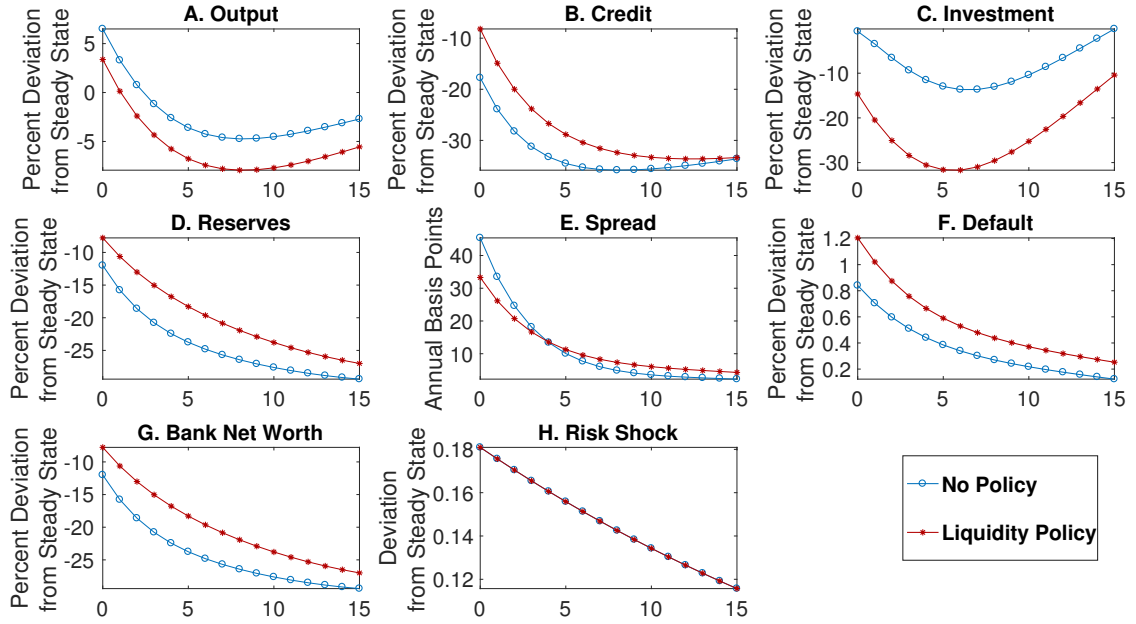 A. Output
Percent Deviation
from Steady State
5
0
-5
0
5
10
15
B. Credit
Percent Deviation
from Steady State
-10
-20
-30
0
5
10
15
C. Investment
Percent Deviation
from Steady State
-10
-20
-30
0
5
10
15
D. Reserves
Percent Deviation
from Steady State
-10
-15
-20
-25
0
5
10
15
E. Spread
Annual Basis Points
40
30
20
10
0
5
10
15
F. Default
Percent Deviation
from Steady State
1.2
1
0.8
0.6
0.4
0.2
0
5
10
15
G. Bank Net Worth
Percent Deviation
from Steady State
-10
-15
-20
-25
0
5
10
15
H. Risk Shock
Deviation
from Steady State
0.18
0.16
0.14
0.12
0
5
10
15
No Policy
Liquidity Policy